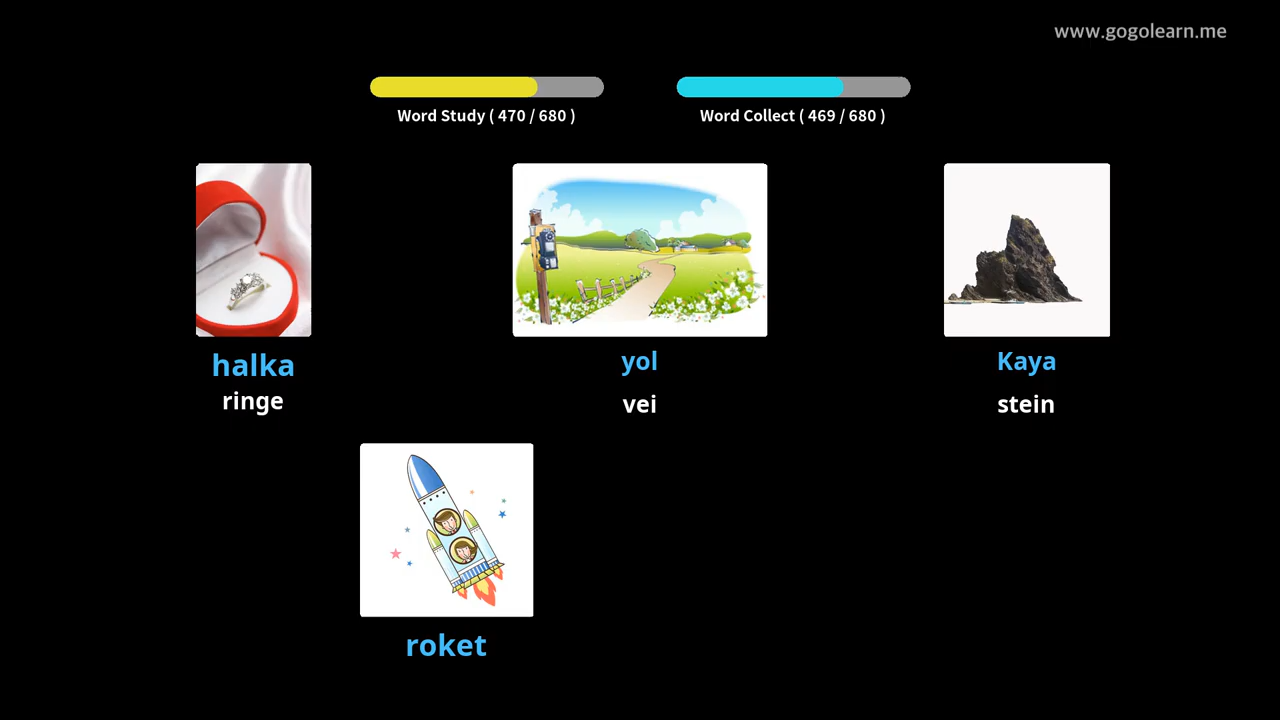 www.gogolearn.me
Word Study ( 470 / 680 )
Word Collect ( 469 / 680 )
halka
ringe
yol
vei
Kaya
stein
roket